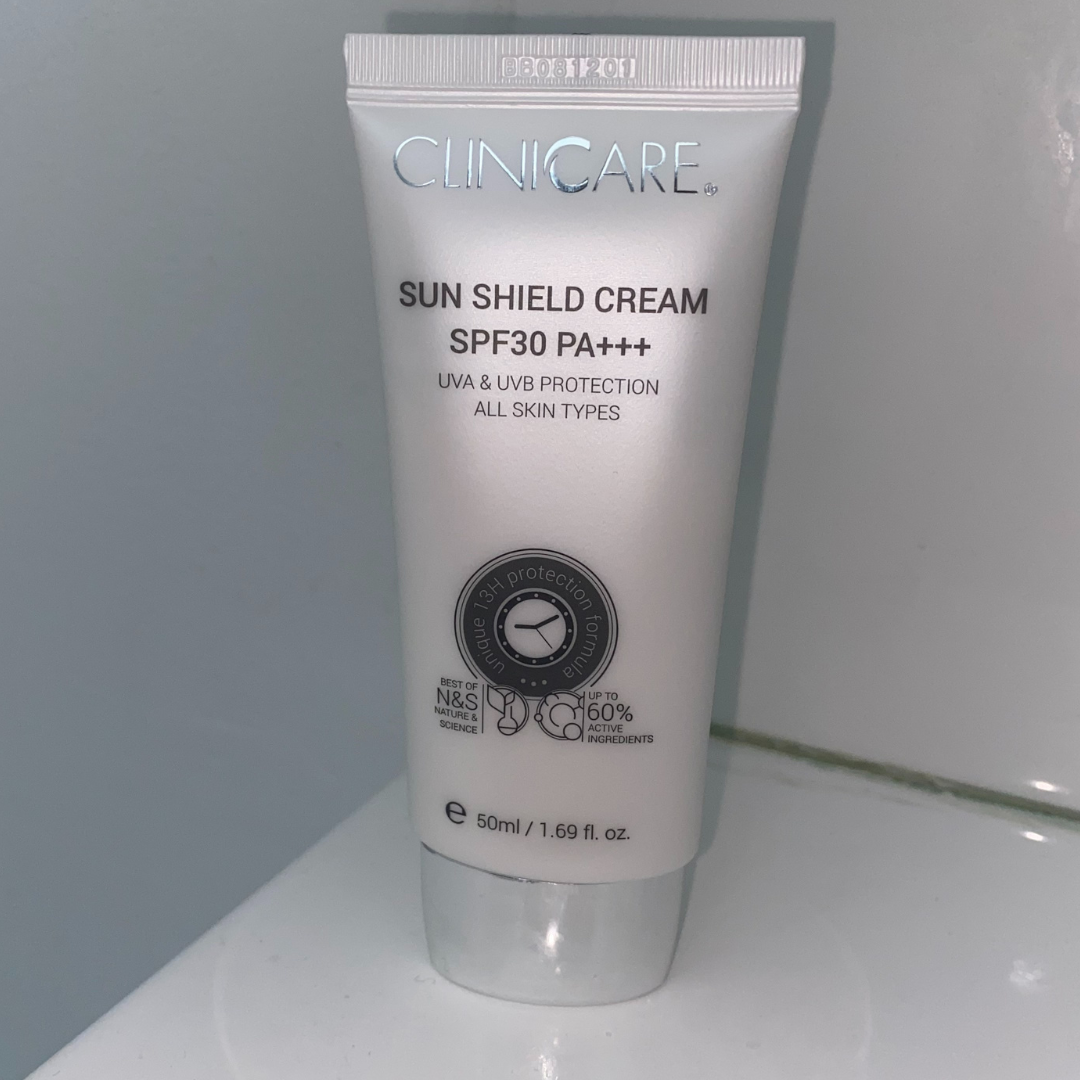 BB081201
CLINICARE®
SUN SHIELD CREAM
SPF30 PA+++
UVA & UVB PROTECTION
ALL SKIN TYPES
unique 13H protection formula
BEST OF
N&S
NATURE &
SCIENCE
UP TO
60%
ACTIVE
INGREDIENTS
e 50ml / 1.69 fl. oz.